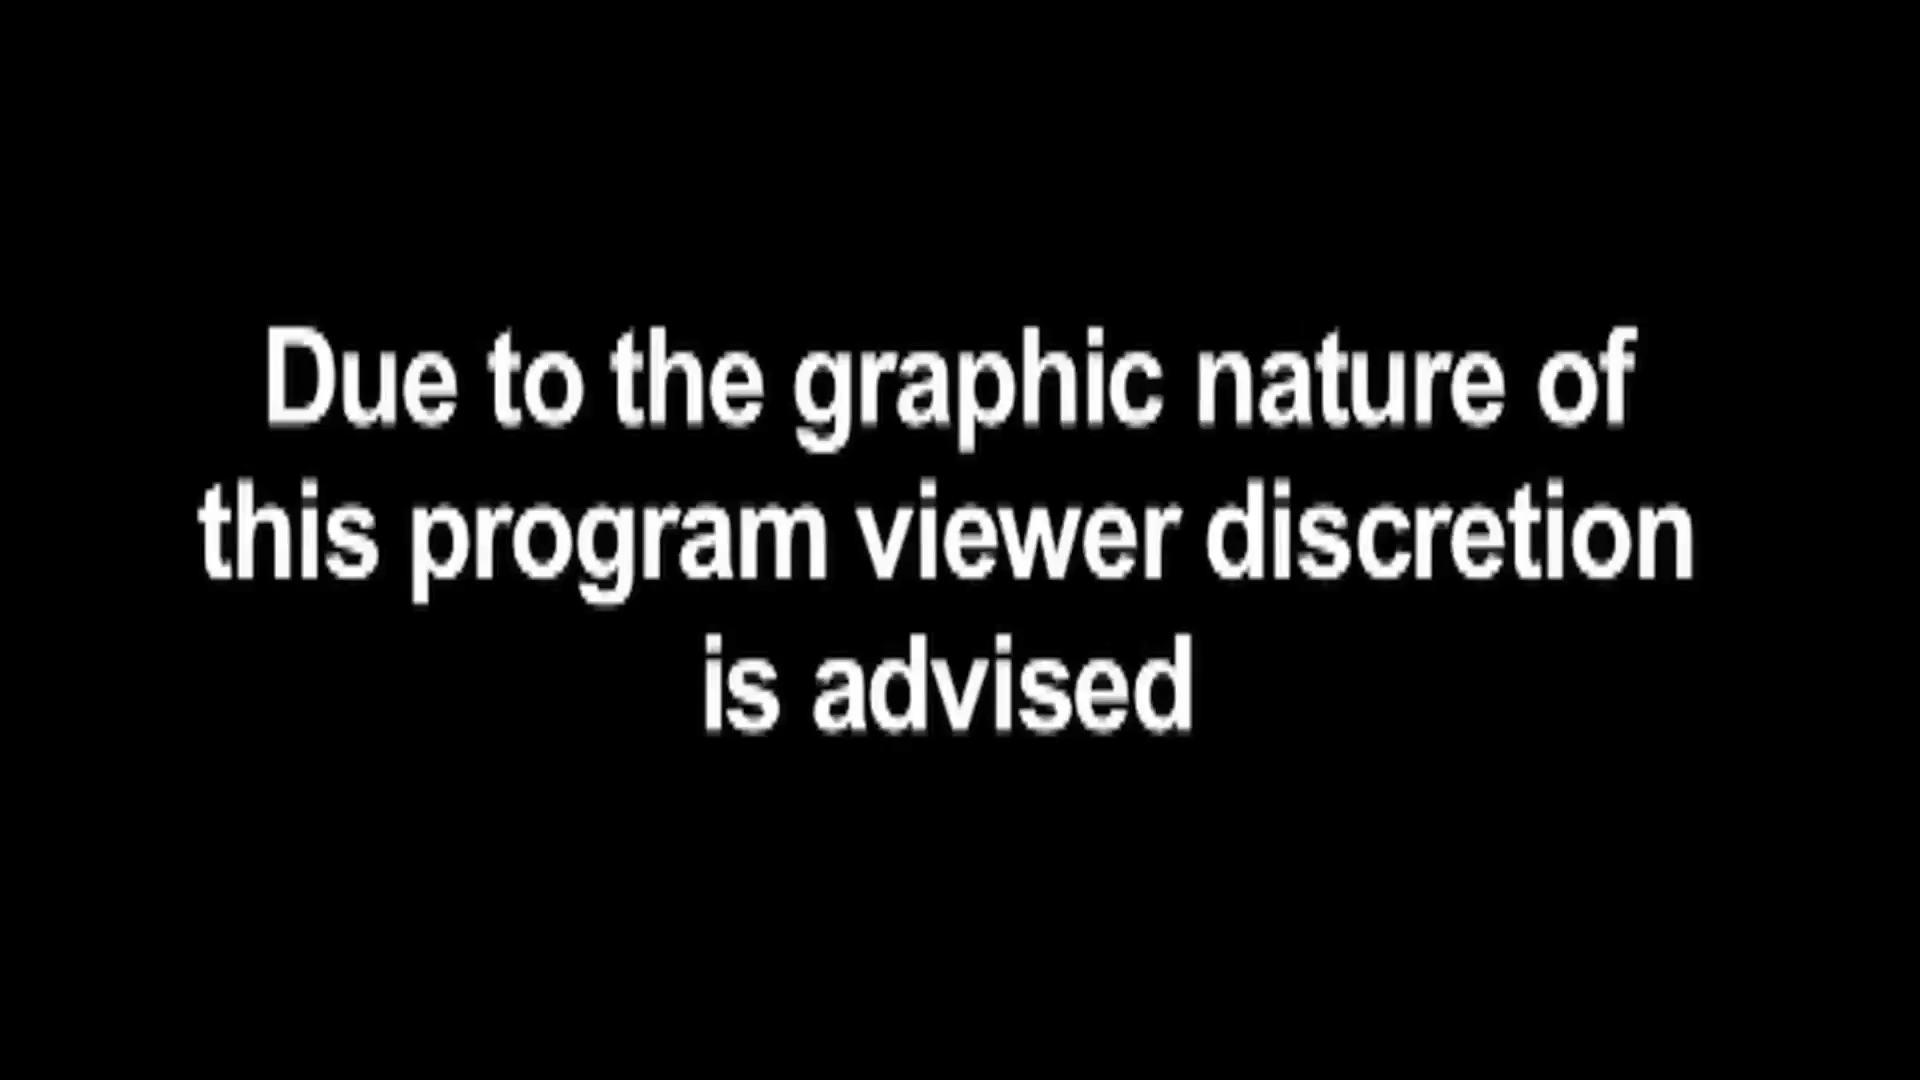 Due to the graphic nature of
this program viewer discretion
is advised